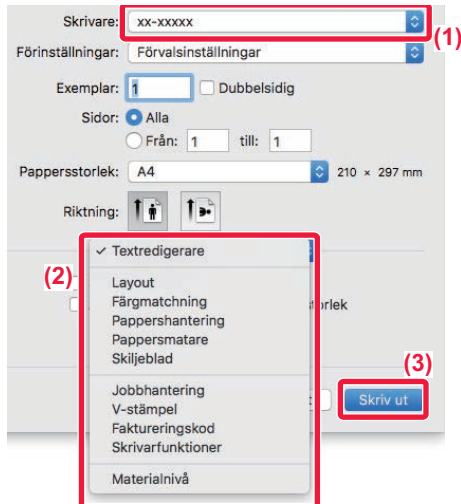 Skrivare: xx-xxxxx
(1)
Förinställningar: Förvalsinställningar
Exemplar: 1 Dubbelsidig
Sidor: Alla
Från: 1 till: 1
Pappersstorlek: A4 210 × 297 mm
Riktning:
✓ Textredigerare
(2)
Layout
Färgmatchning
Pappershantering
Pappersmatare
Skiljeblad
(3)
Jobbhantering
V-stämpel
Faktureringskod
Skrivarfunktioner
Skriv ut
Materialnivå